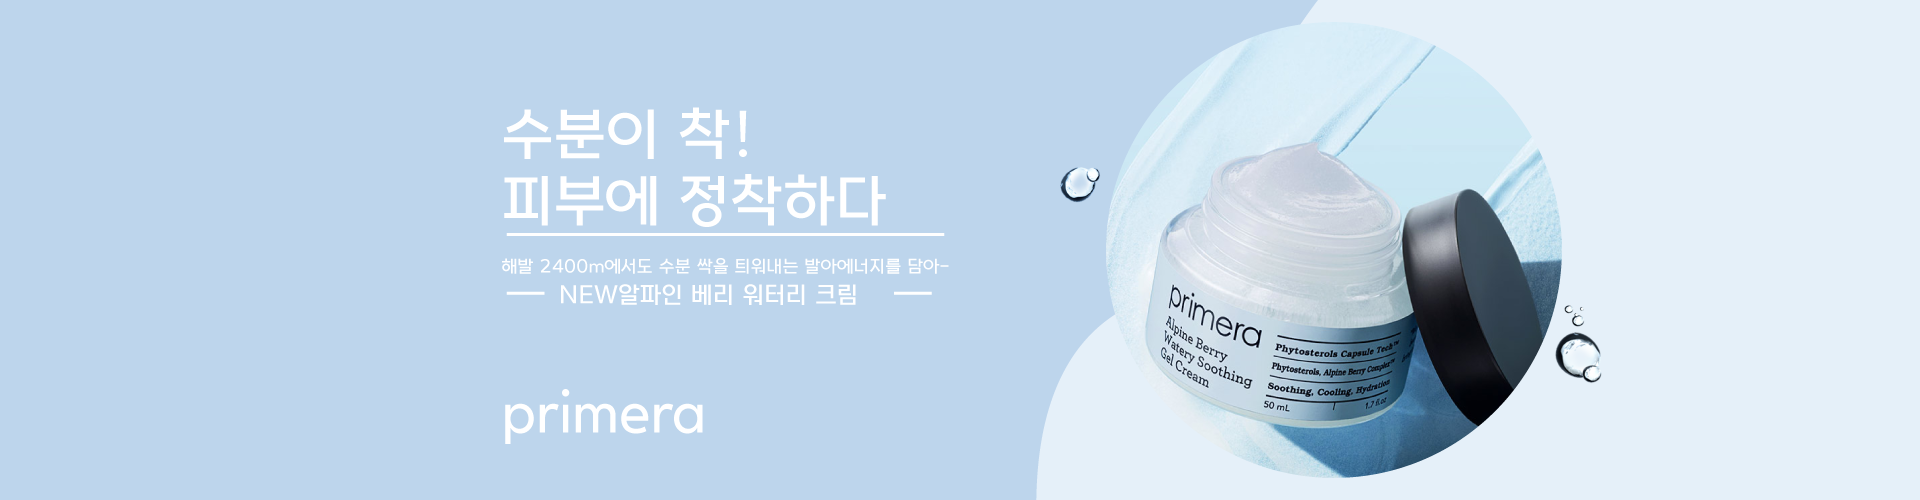 수분이 착!
피부에 정착하다
해발 2400m에서도 수분 싹을 틔워내는 발아에너지를 담아-
NEW알파인 베리 워터리 크림
primera
primera
Alpine Berry
Watery Soothing
Gel Cream
Phytosterols Capsule Tech™
Phytosterols, Alpine Berry Complex™
Soothing, Cooling, Hydration
50 mL
1.7 fl.oz